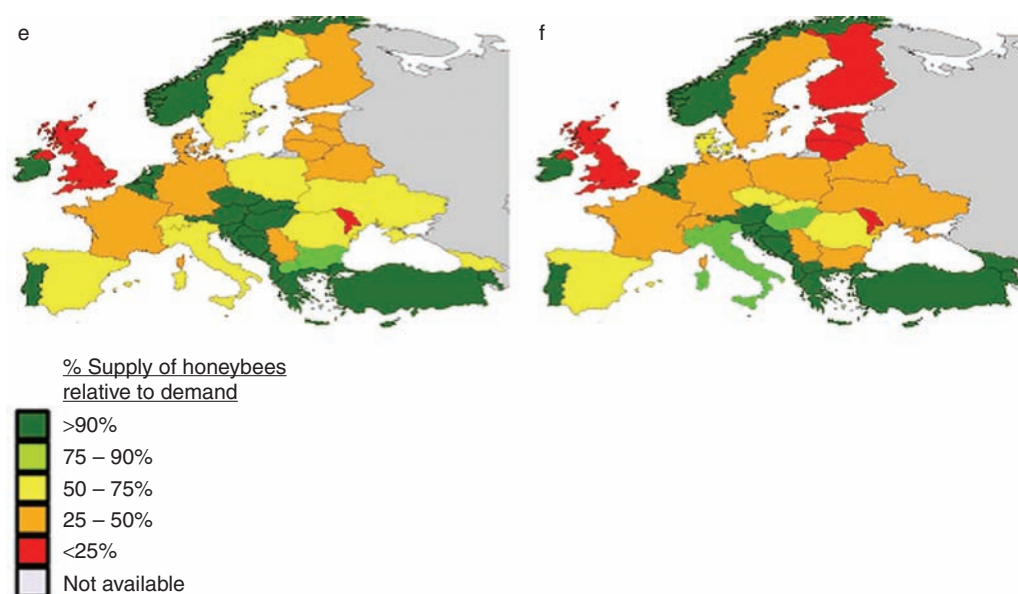 e
f
% Supply of honeybees
relative to demand
>90%
75 – 90%
50 – 75%
25 – 50%
<25%
Not available